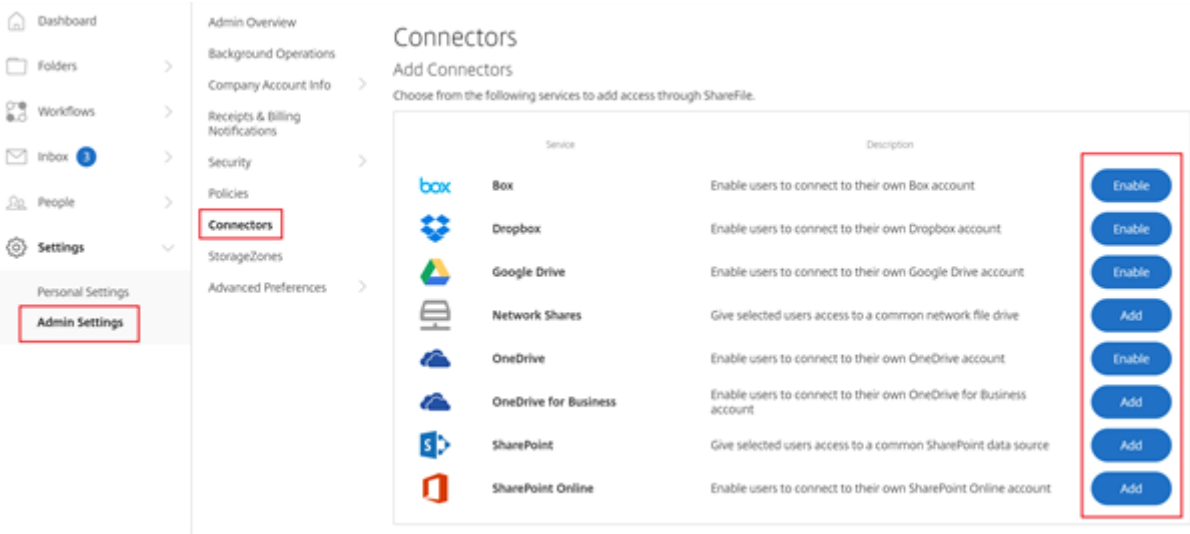 Dashboard
Folders
Workflows
Inbox 3
People
Settings
Personal Settings
Admin Settings
Admin Overview
Background Operations
Company Account Info
Receipts & Billing
Notifications
Security
Policies
Connectors
StorageZones
Advanced Preferences
Connectors
Add Connectors
Choose from the following services to add access through ShareFile.
Service Description
box Box Enable users to connect to their own Box account Enable
Dropbox Enable users to connect to their own Dropbox account Enable
Google Drive Enable users to connect to their own Google Drive account Enable
Network Shares Give selected users access to a common network file drive Add
OneDrive Enable users to connect to their own OneDrive account Enable
OneDrive for Business Enable users to connect to their own OneDrive for Business
account Add
S SharePoint Give selected users access to a common SharePoint data source Add
SharePoint Online Enable users to connect to their own SharePoint Online account Add